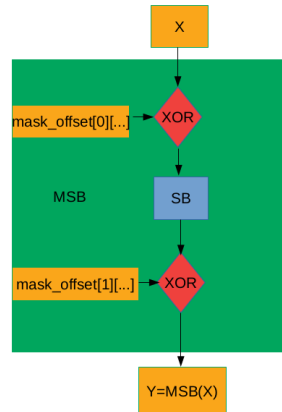 X
XOR
mask_offset[0][...]
MSB
SB
XOR
mask_offset[1][...]
Y=MSB(X)